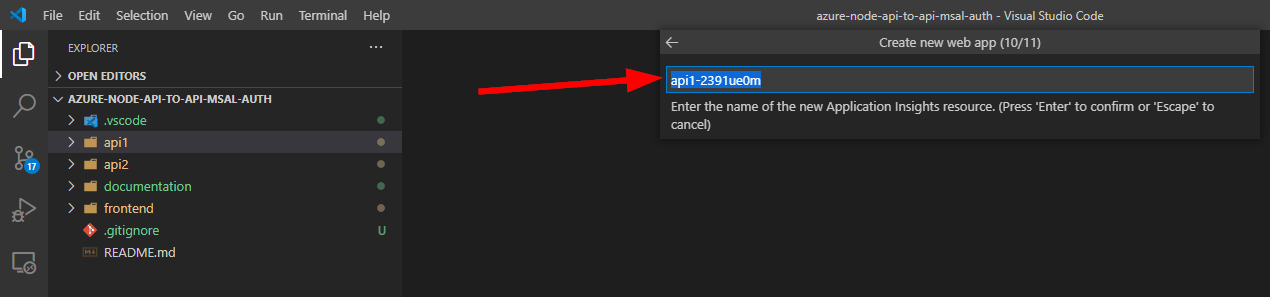 File Edit Selection View Go Run Terminal Help
azure-node-api-to-api-msal-auth - Visual Studio Code
EXPLORER
OPEN EDITORS
AZURE-NODE-API-TO-API-MSAL-AUTH
.vscode
api1
api2
documentation
frontend
.gitignore U
README.md
17
Create new web app (10/11)
api1-2391ue0m
Enter the name of the new Application Insights resource. (Press 'Enter' to confirm or 'Escape' to
cancel)